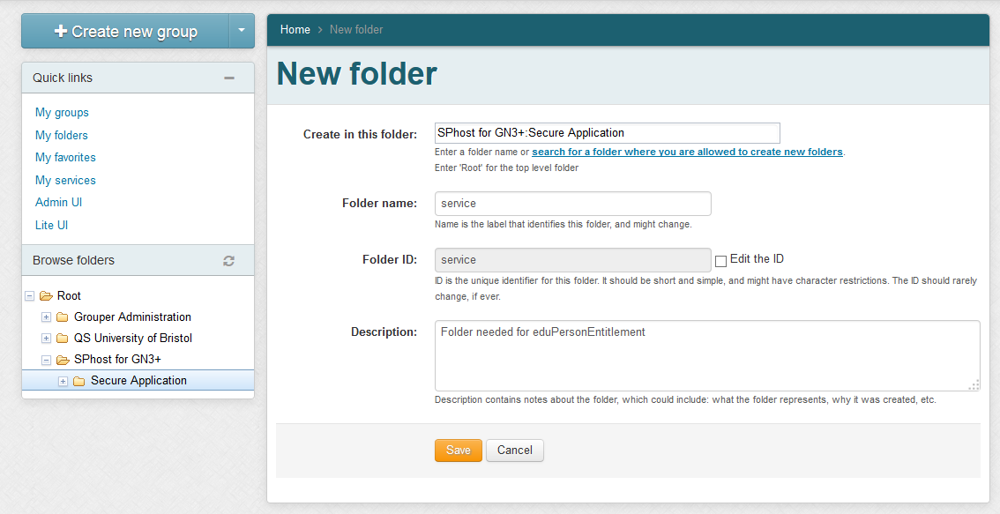 Create new group
Quick links
My groups
My folders
My favorites
My services
Admin UI
Lite UI
Browse folders
Root
Grouper Administration
QS University of Bristol
SPhost for GN3+
Secure Application
Home > New folder
New folder
Create in this folder: SPhost for GN3+:Secure Application
Enter a folder name or search for a folder where you are allowed to create new folders.
Enter 'Root' for the top level folder
Folder name: service
Name is the label that identifies this folder, and might change.
Folder ID: service Edit the ID
ID is the unique identifier for this folder. It should be short and simple, and might have character restrictions. The ID should rarely
change, if ever.
Description: Folder needed for eduPersonEntitlement
Description contains notes about the folder, which could include: what the folder represents, why it was created, etc.
Save Cancel